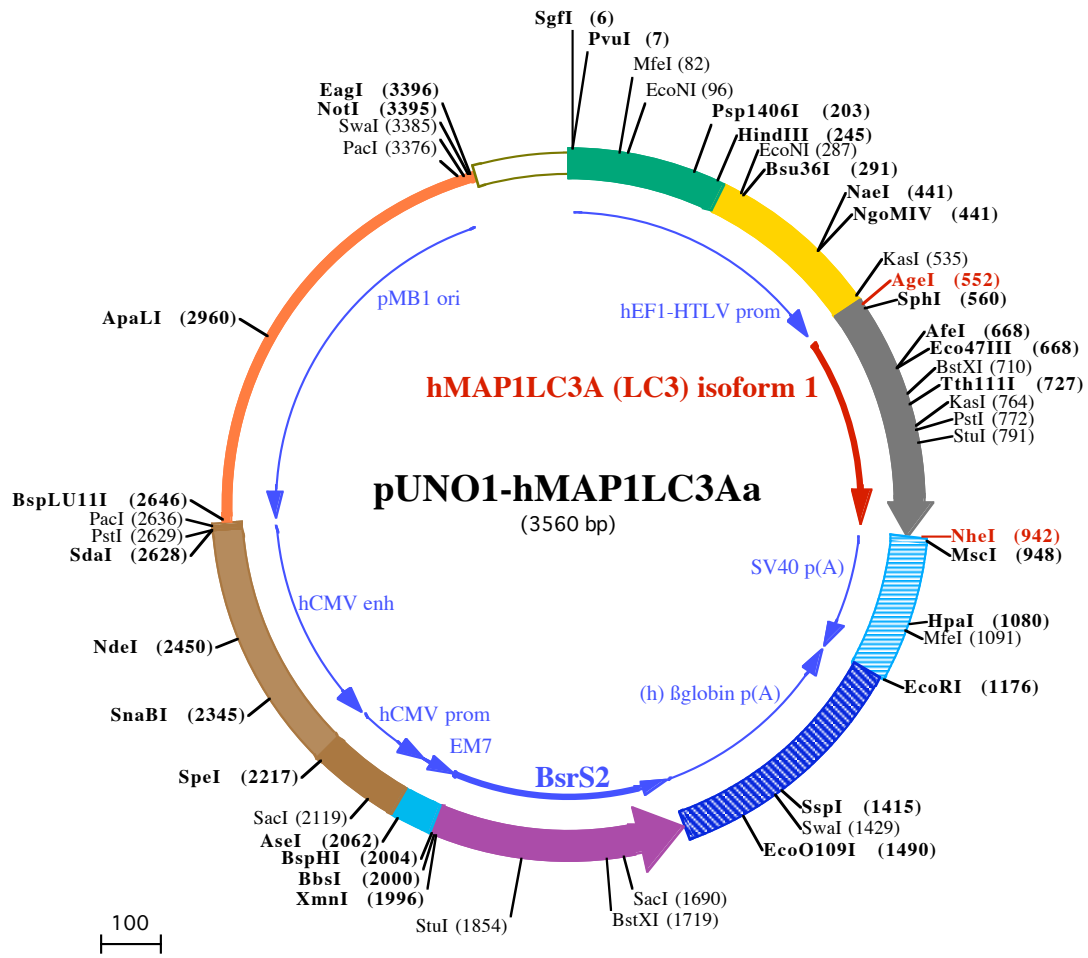 SgfI (6)
PvuI (7)
MfeI (82)
EcoNI (96)
Psp1406I (203)
HindIII (245)
EcoNI (287)
Bsu36I (291)
NaeI (441)
NgoMIV (441)
KasI (535)
AgeI (552)
SphI (560)
AfeI (668)
Eco47III (668)
BstXI (710)
Tth111I (727)
KasI (764)
PstI (772)
StuI (791)
NheI (942)
MscI (948)
HpaI (1080)
MfeI (1091)
EcoRI (1176)
SspI (1415)
SwaI (1429)
EcoO109I (1490)
SacI (1690)
BstXI (1719)
StuI (1854)
XmnI (1996)
BbsI (2000)
BspHI (2004)
AseI (2062)
SacI (2119)
SpeI (2217)
SnaBI (2345)
NdeI (2450)
SdaI (2628)
PstI (2629)
PacI (2636)
BspLU11I (2646)
ApaLI (2960)
PacI (3376)
SwaI (3385)
NotI (3395)
EagI (3396)
pMB1 ori
hEF1-HTLV prom
hMAP1LC3A (LC3) isoform 1
pUNO1-hMAP1LC3Aa
(3560 bp)
SV40 p(A)
hCMV enh
(h) ßglobin p(A)
hCMV prom
EM7
BsrS2
100